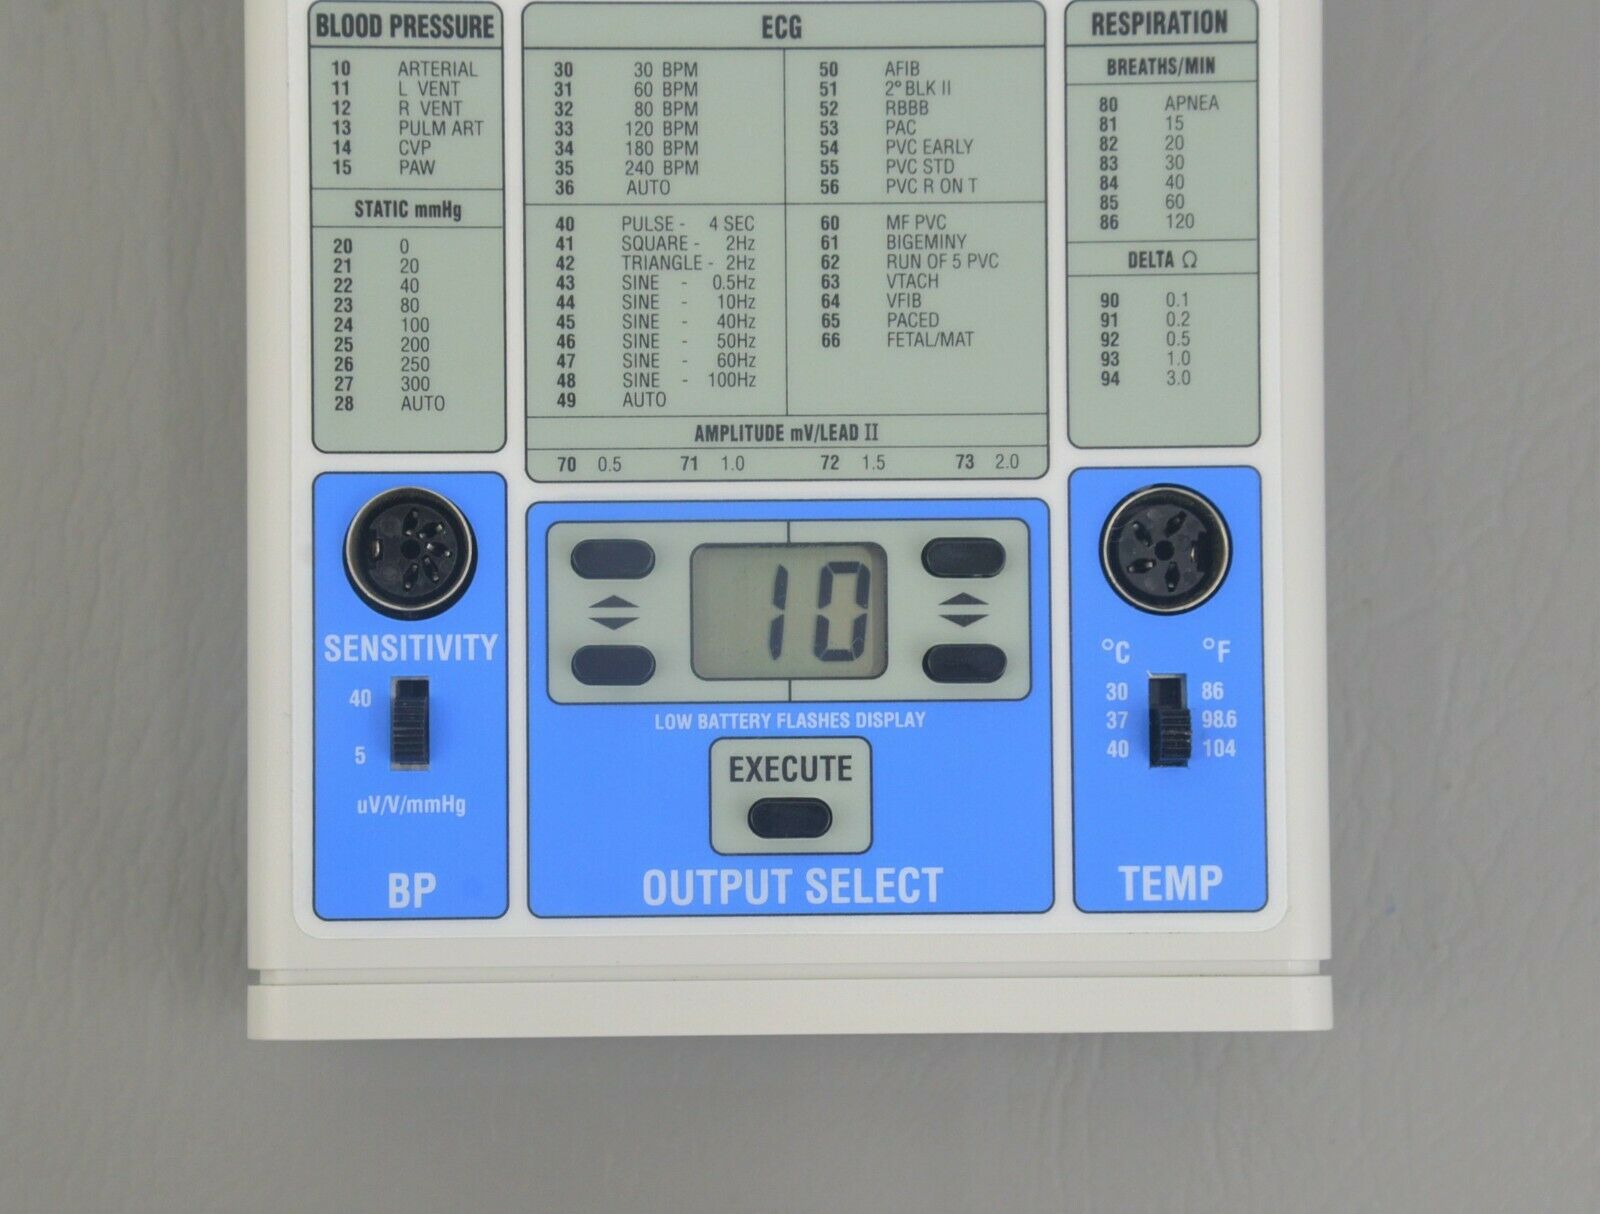 BLOOD PRESSURE
10 ARTERIAL
11 L VENT
12 R VENT
13 PULM ART
14 CVP
15 PAW
STATIC mmHg
20 0
21 20
22 40
23 80
24 100
25 200
26 250
27 300
28 AUTO
ECG
30 30 BPM
31 60 BPM
32 80 BPM
33 120 BPM
34 180 BPM
35 240 BPM
36 AUTO
40 PULSE - 4 SEC
41 SQUARE - 2Hz
42 TRIANGLE - 2Hz
43 SINE - 0.5Hz
44 SINE - 10Hz
45 SINE - 40Hz
46 SINE - 50Hz
47 SINE - 60Hz
48 SINE - 100Hz
49 AUTO
50 AFIB
51 2° BLK II
52 RBBB
53 PAC
54 PVC EARLY
55 PVC STD
56 PVC R ON T
60 MF PVC
61 BIGEMINY
62 RUN OF 5 PVC
63 VTACH
64 VFIB
65 PACED
66 FETAL/MAT
AMPLITUDE mV/LEAD II
70 0.5 71 1.0 72 1.5 73 2.0
RESPIRATION
BREATHS/MIN
80 APNEA
81 15
82 20
83 30
84 40
85 60
86 120
DELTA Ω
90 0.1
91 0.2
92 0.5
93 1.0
94 3.0
SENSITIVITY
40
5
uV/V/mmHg
BP
10
LOW BATTERY FLASHES DISPLAY
EXECUTE
OUTPUT SELECT
°C °F
30 86
37 98.6
40 104
TEMP